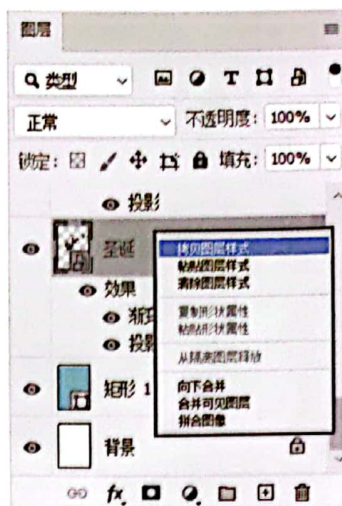 图层
类型
正常
不透明度: 100%
锁定:
填充: 100%
投影
圣诞
效果
渐
投影
矩形 1
背景
拷贝图层样式
粘贴图层样式
清除图层样式
复制形状属性
粘贴形状属性
从隔离图层释放
向下合并
合并可见图层
拼合图像
fx